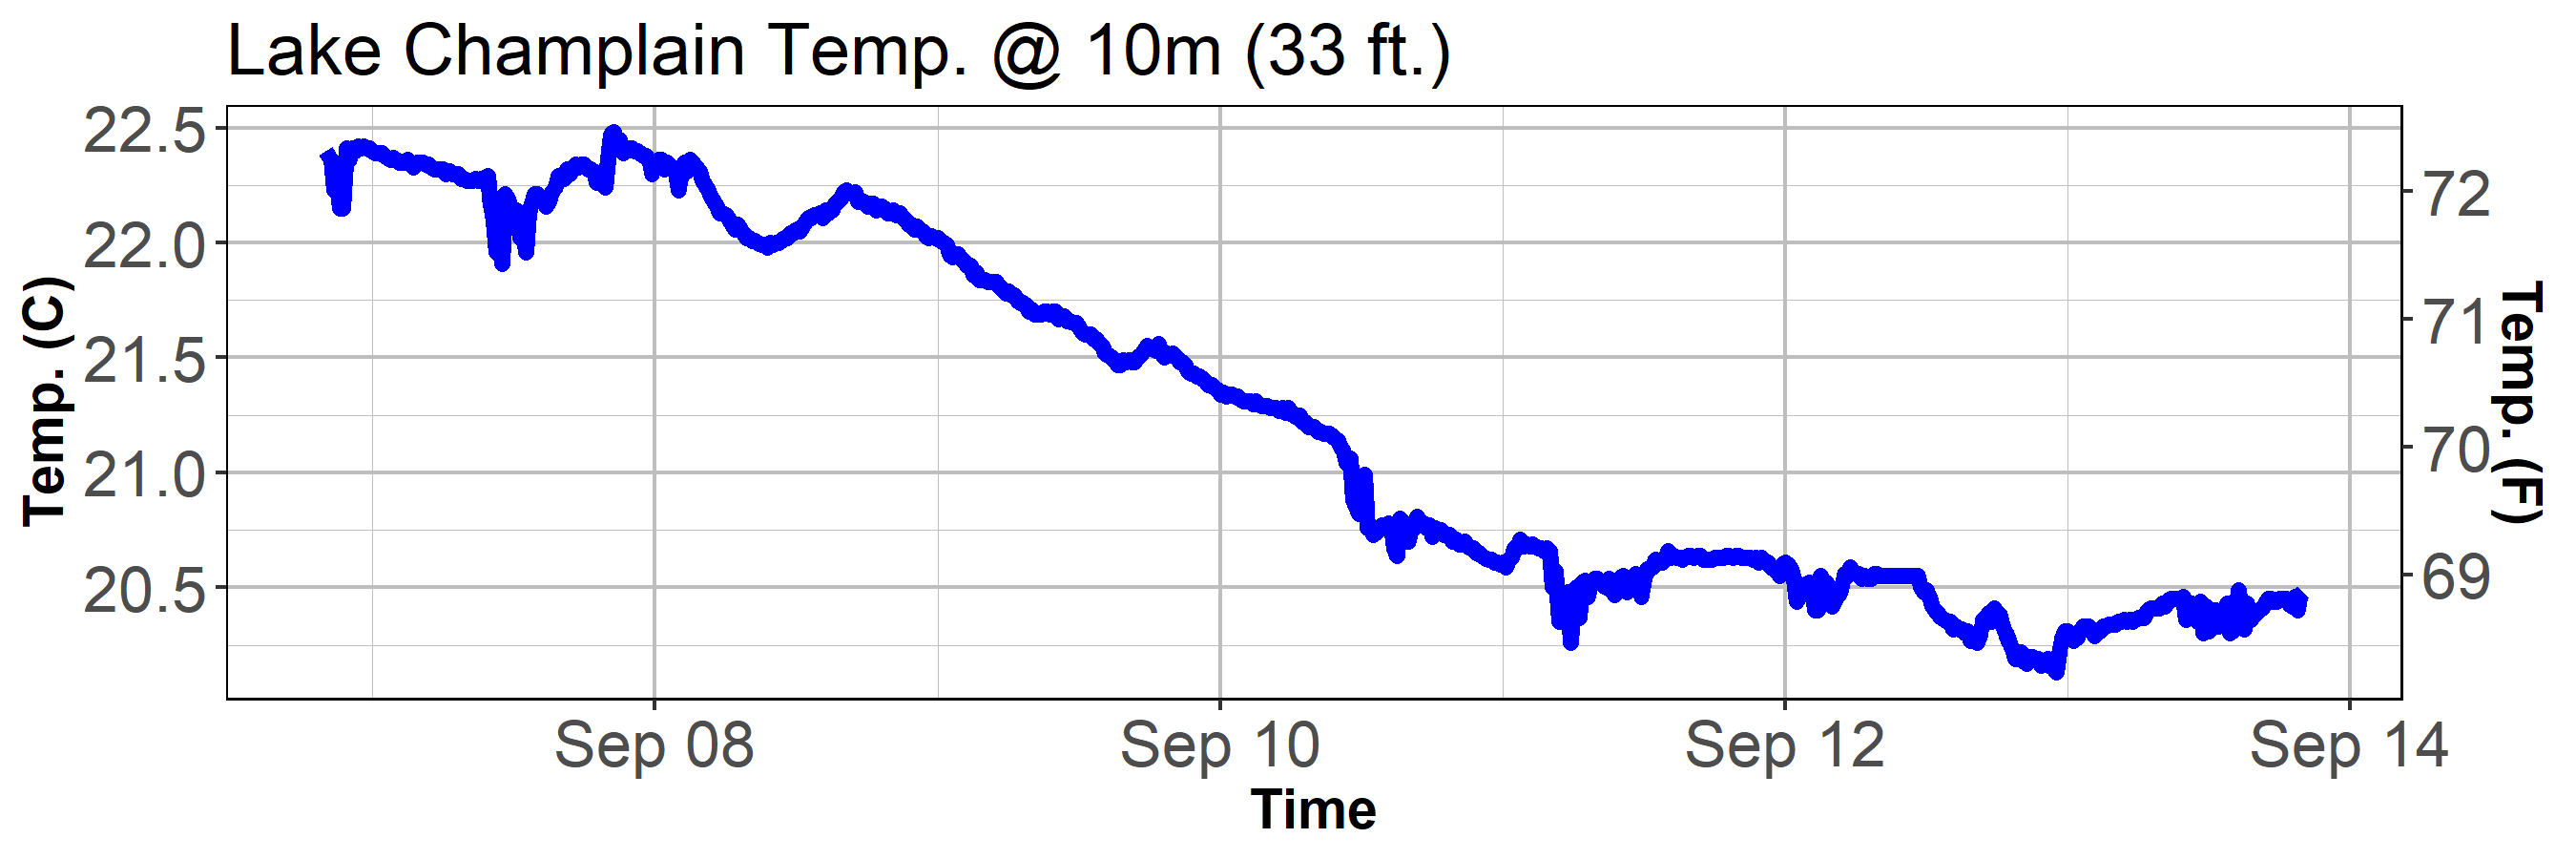 Lake Champlain Temp. @ 10m (33 ft.)
22.5
22.0
21.5
21.0
20.5
Temp. (C)
72
71
70
69
Temp. (F)
Sep 08 Sep 10 Sep 12 Sep 14
Time